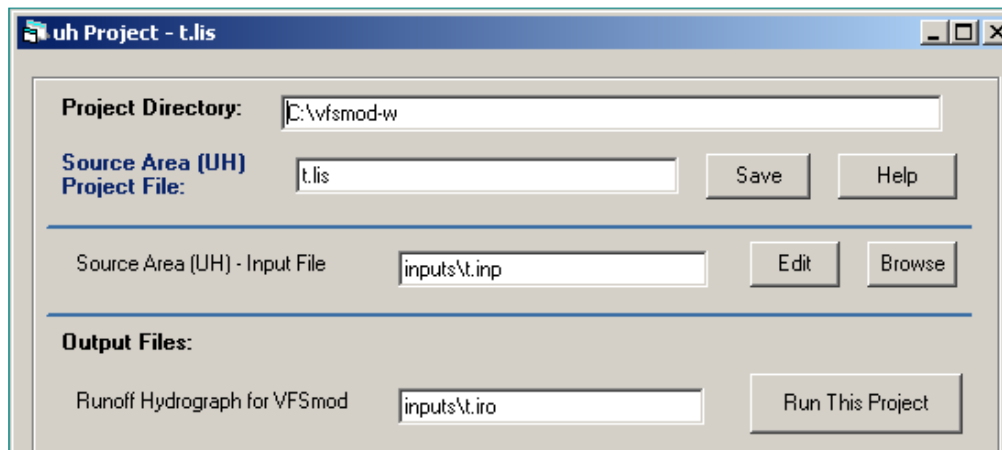 uh Project - t.lis
Project Directory: C:\vfsmod-w
Source Area (UH)
Project File: t.lis Save Help
Source Area (UH) - Input File inputs\t.inp Edit Browse
Output Files:
Runoff Hydrograph for VFSmod inputs\t.iro Run This Project